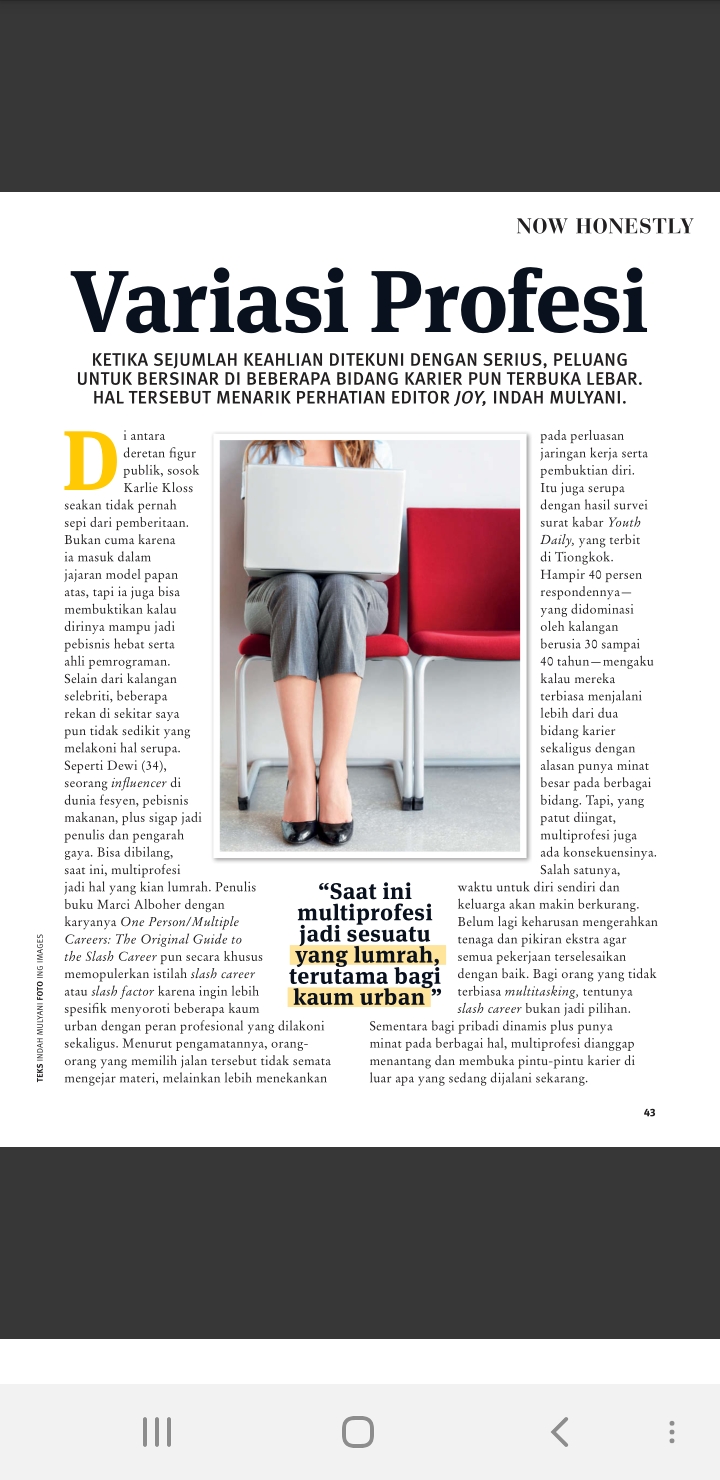 NOW HONESTLY
Variasi Profesi
KETIKA SEJUMLAH KEAHLIAN DITEKUNI DENGAN SERIUS, PELUANG
UNTUK BERSINAR DI BEBERAPA BIDANG KARIER PUN TERBUKA LEBAR.
HAL TERSEBUT MENARIK PERHATIAN EDITOR JOY, INDAH MULYANI.
Di antara
deretan figur
publik, sosok
Karlie Kloss
seakan tidak pernah
sepi dari pemberitaan.
Bukan cuma karena
ia masuk dalam
jajaran model papan
atas, tapi ia juga bisa
membuktikan kalau
dirinya mampu jadi
pebisnis hebat serta
ahli pemrograman.
Selain dari kalangan
selebriti, beberapa
rekan di sekitar saya
pun tidak sedikit yang
melakoni hal serupa.
Seperti Dewi (34),
seorang influencer di
dunia fesyen, pebisnis
makanan, plus sigap jadi
penulis dan pengarah
gaya. Bisa dibilang,
saat ini, multiprofesi
jadi hal yang kian lumrah. Penulis
buku Marci Alboher dengan
karyanya One Person/Multiple
Careers: The Original Guide to
the Slash Career pun secara khusus
memopulerkan istilah slash career
atau slash factor karena ingin lebih
spesifik menyoroti beberapa kaum
urban dengan peran profesional yang dilakoni
sekaligus. Menurut pengamatannya, orang-
orang yang memilih jalan tersebut tidak semata
mengejar materi, melainkan lebih menekankan
pada perluasan
jaringan kerja serta
pembuktian diri.
Itu juga serupa
dengan hasil survei
surat kabar Youth
Daily, yang terbit
di Tiongkok.
Hampir 40 persen
respondennya—
yang didominasi
oleh kalangan
berusia 30 sampai
40 tahun—mengaku
kalau mereka
terbiasa menjalani
lebih dari dua
bidang karier
sekaligus dengan
alasan punya minat
besar pada berbagai
bidang. Tapi, yang
patut diingat,
multiprofesi juga
ada konsekuensinya.
Salah satunya,
waktu untuk diri sendiri dan
keluarga akan makin berkurang.
Belum lagi keharusan mengerahkan
tenaga dan pikiran ekstra agar
semua pekerjaan terselesaikan
dengan baik. Bagi orang yang tidak
terbiasa multitasking, tentunya
slash career bukan jadi pilihan.
Sementara bagi pribadi dinamis plus punya
minat pada berbagai hal, multiprofesi dianggap
menantang dan membuka pintu-pintu karier di
luar apa yang sedang dijalani sekarang.
“Saat ini
multiprofesi
jadi sesuatu
yang lumrah,
terutama bagi
kaum urban”
TEKS INDAH MULYANI FOTO ING IMAGES
43